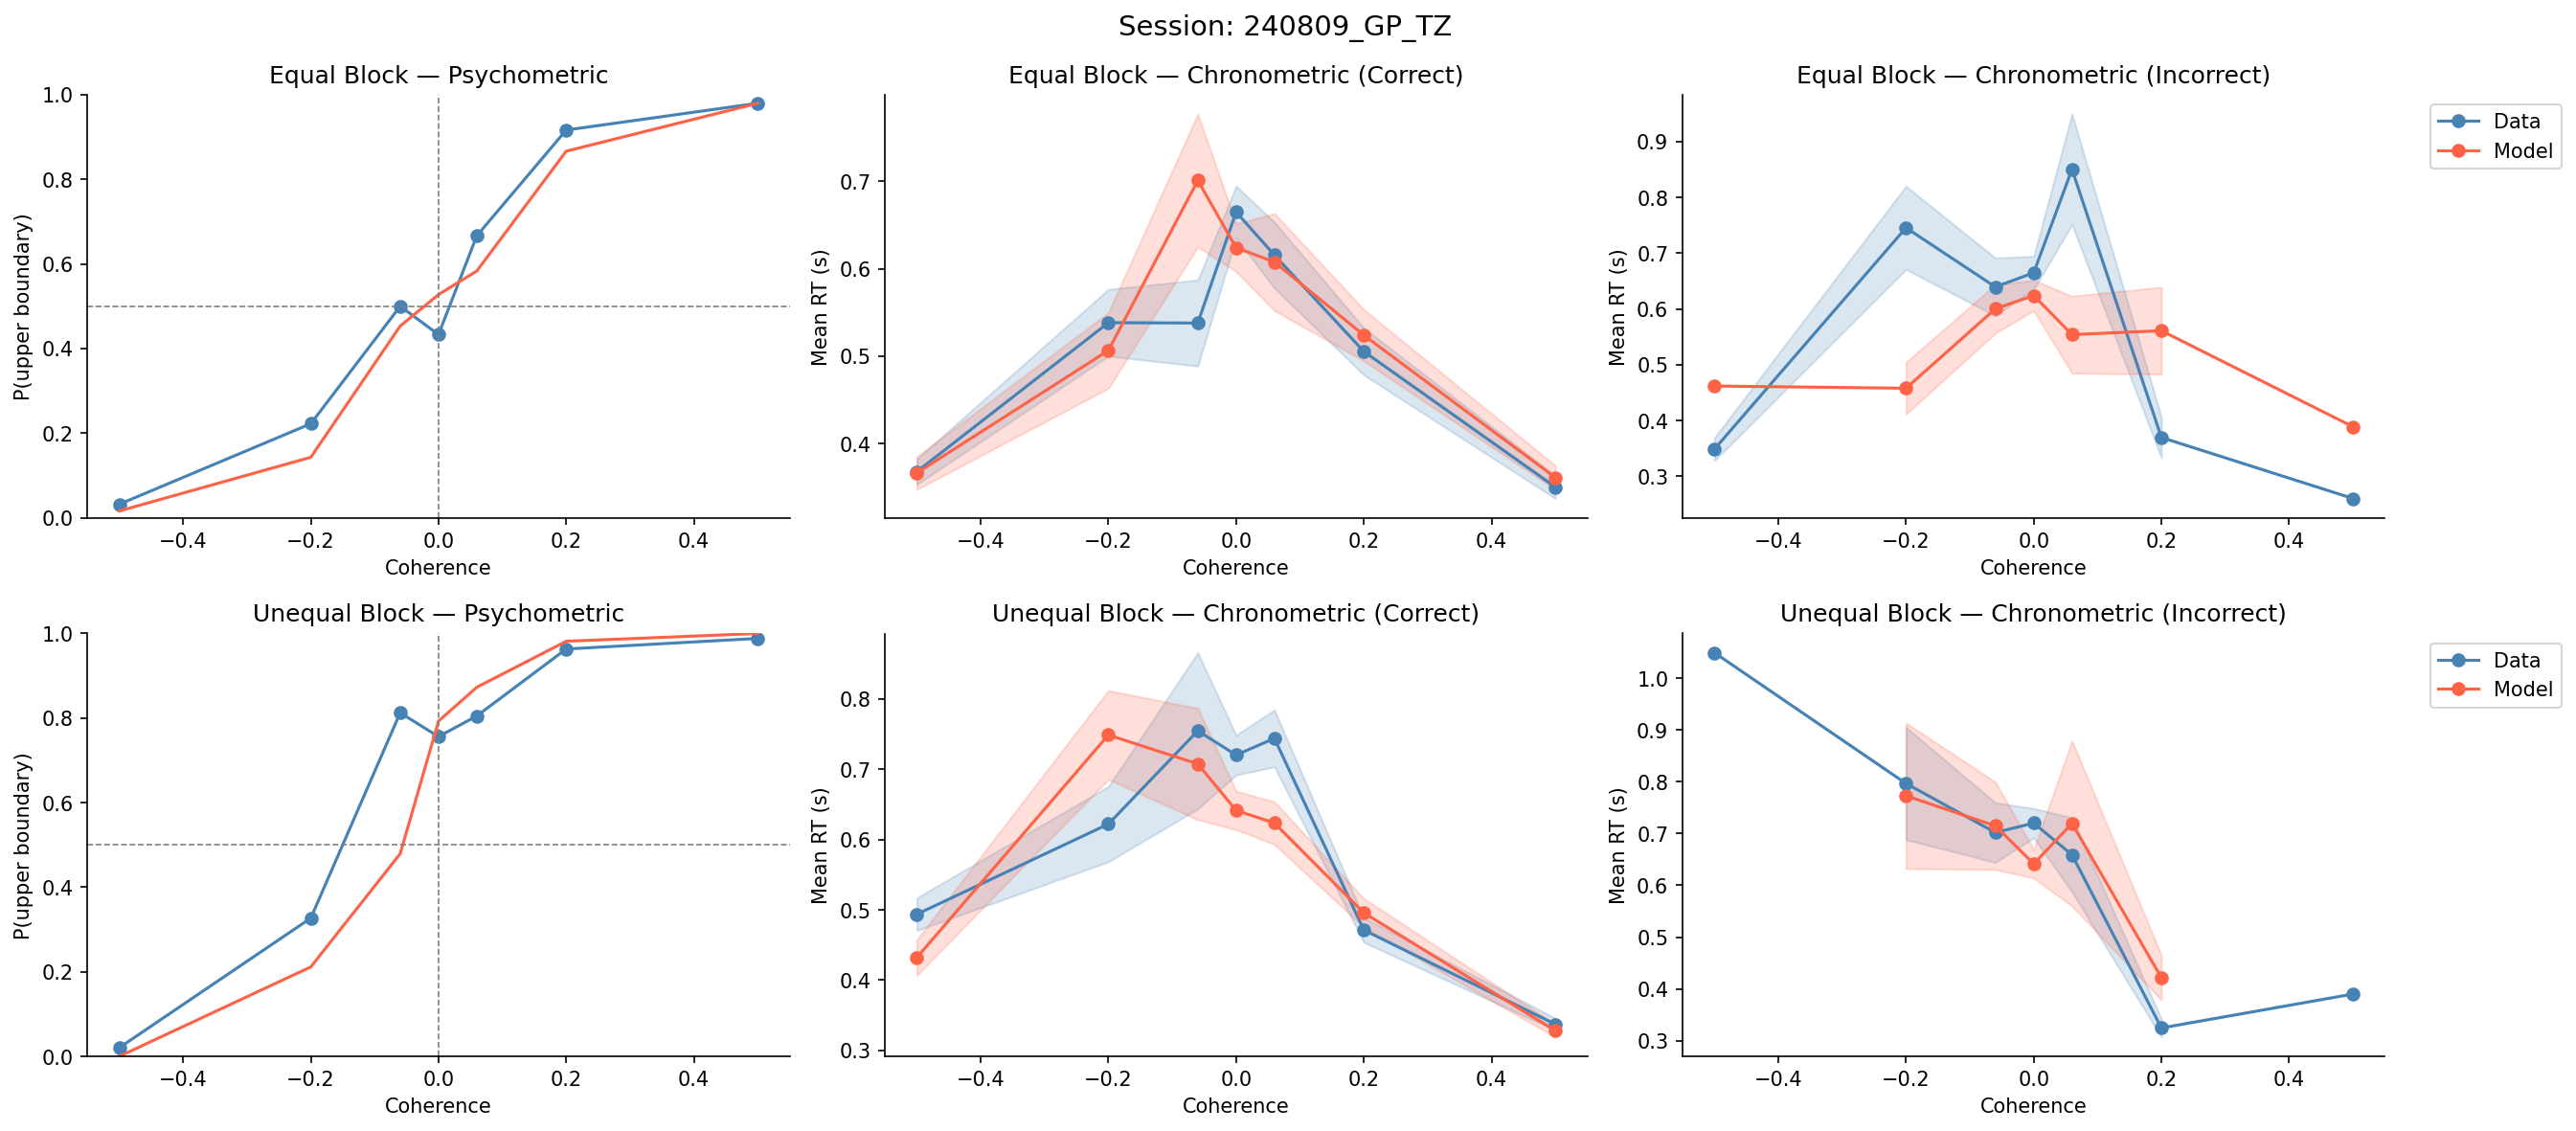 Session: 240809_GP_TZ
Equal Block — Psychometric
P(upper boundary)
1.0
0.8
0.6
0.4
0.2
0.0
−0.4 −0.2 0.0 0.2 0.4
Coherence
Equal Block — Chronometric (Correct)
Mean RT (s)
0.7
0.6
0.5
0.4
−0.4 −0.2 0.0 0.2 0.4
Coherence
Equal Block — Chronometric (Incorrect)
Mean RT (s)
0.9
0.8
0.7
0.6
0.5
0.4
0.3
−0.4 −0.2 0.0 0.2 0.4
Coherence
Data
Model
Unequal Block — Psychometric
P(upper boundary)
1.0
0.8
0.6
0.4
0.2
0.0
−0.4 −0.2 0.0 0.2 0.4
Coherence
Unequal Block — Chronometric (Correct)
Mean RT (s)
0.8
0.7
0.6
0.5
0.4
0.3
−0.4 −0.2 0.0 0.2 0.4
Coherence
Unequal Block — Chronometric (Incorrect)
Mean RT (s)
1.0
0.9
0.8
0.7
0.6
0.5
0.4
0.3
−0.4 −0.2 0.0 0.2 0.4
Coherence
Data
Model